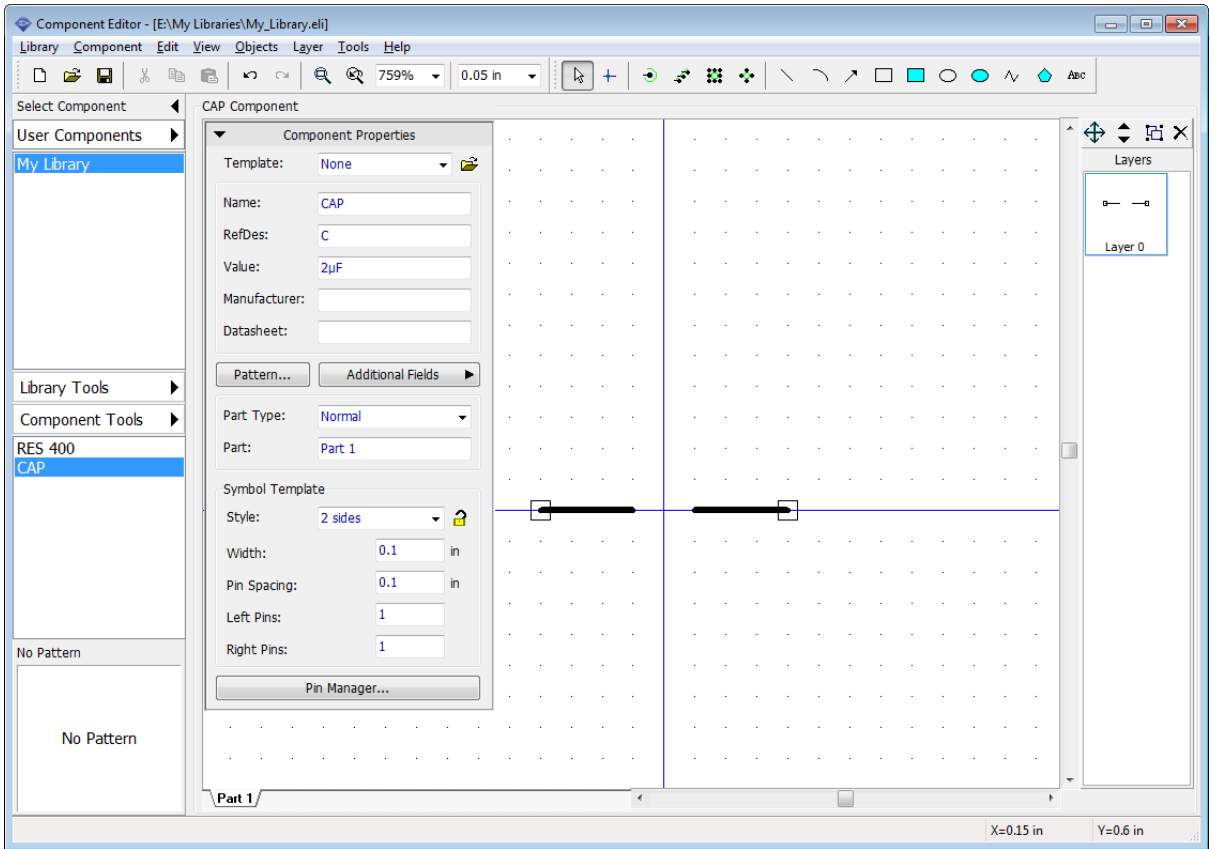 Component Editor - [E:\My Libraries\My_Library.eli]
Library Component Edit View Objects Layer Tools Help
759% 0.05 in ABC
Select Component
User Components
My Library
Library Tools
Component Tools
RES 400
CAP
No Pattern
No Pattern
CAP Component
Component Properties
Template: None
Name: CAP
RefDes: C
Value: 2µF
Manufacturer:
Datasheet:
Pattern... Additional Fields
Part Type: Normal
Part: Part 1
Symbol Template
Style: 2 sides
Width: 0.1 in
Pin Spacing: 0.1 in
Left Pins: 1
Right Pins: 1
Pin Manager...
Part 1
Layers
Layer 0
X=0.15 in Y=0.6 in